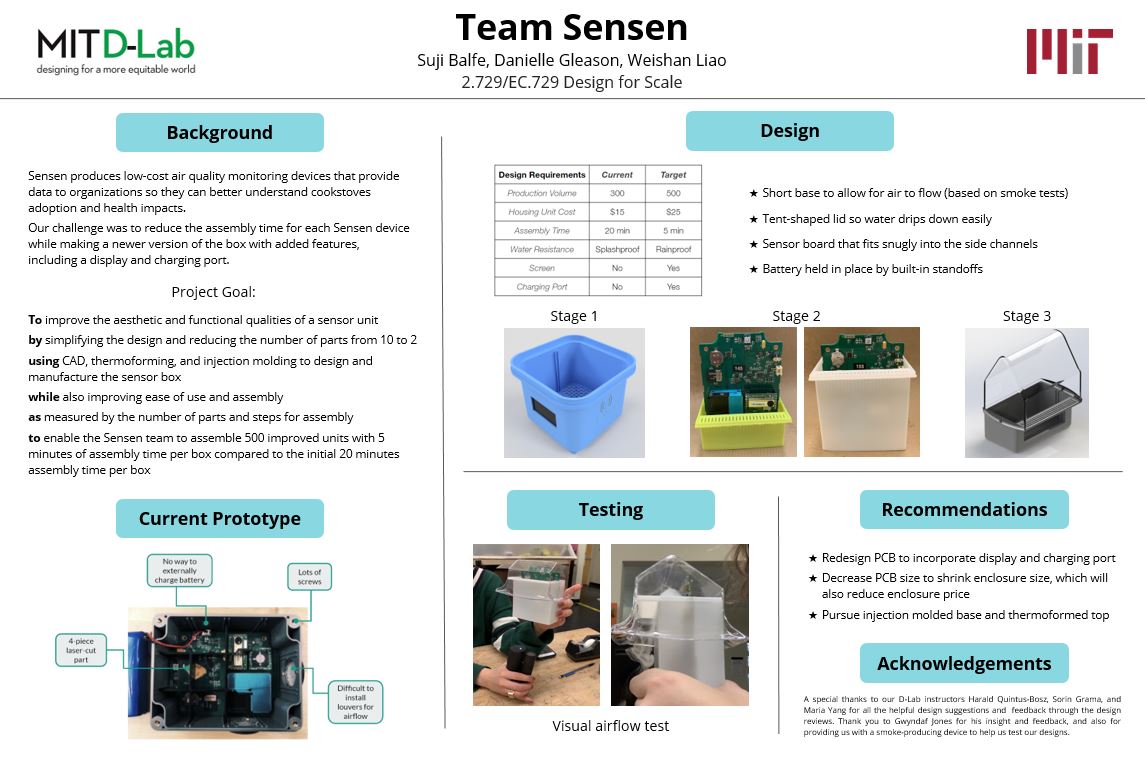 MIT D-Lab
designing for a more equitable world
Team Sensen
Suji Balfe, Danielle Gleason, Weishan Liao
2.729/EC.729 Design for Scale
MIT
Background
Sensen produces low-cost air quality monitoring devices that provide
data to organizations so they can better understand cookstoves
adoption and health impacts.
Our challenge was to reduce the assembly time for each Sensen device
while making a newer version of the box with added features,
including a display and charging port.
Project Goal:
To improve the aesthetic and functional qualities of a sensor unit
by simplifying the design and reducing the number of parts from 10 to 2
using CAD, thermoforming, and injection molding to design and
manufacture the sensor box
while also improving ease of use and assembly
as measured by the number of parts and steps for assembly
to enable the Sensen team to assemble 500 improved units with 5
minutes of assembly time per box compared to the initial 20 minutes
assembly time per box
Current Prototype
No way to
externally
charge battery
Lots of
screws
4-piece
laser-cut
part
Difficult to
install
louvers for
airflow
Design
Design Requirements Current Target
Production Volume 300 500
Housing Unit Cost $15 $25
Assembly Time 20 min 5 min
Water Resistance Splashproof Rainproof
Screen No Yes
Charging Port No Yes
★ Short base to allow for air to flow (based on smoke tests)
★ Tent-shaped lid so water drips down easily
★ Sensor board that fits snugly into the side channels
★ Battery held in place by built-in standoffs
Stage 1
Stage 2
Stage 3
Testing
Visual airflow test
Recommendations
★ Redesign PCB to incorporate display and charging port
★ Decrease PCB size to shrink enclosure size, which will
also reduce enclosure price
★ Pursue injection molded base and thermoformed top
Acknowledgements
A special thanks to our D-Lab instructors Harald Quintus-Bosz, Sorin Grama, and
Maria Yang for all the helpful design suggestions and feedback through the design
reviews. Thank you to Gwyndaf Jones for his insight and feedback, and also for
providing us with a smoke-producing device to help us test our designs.